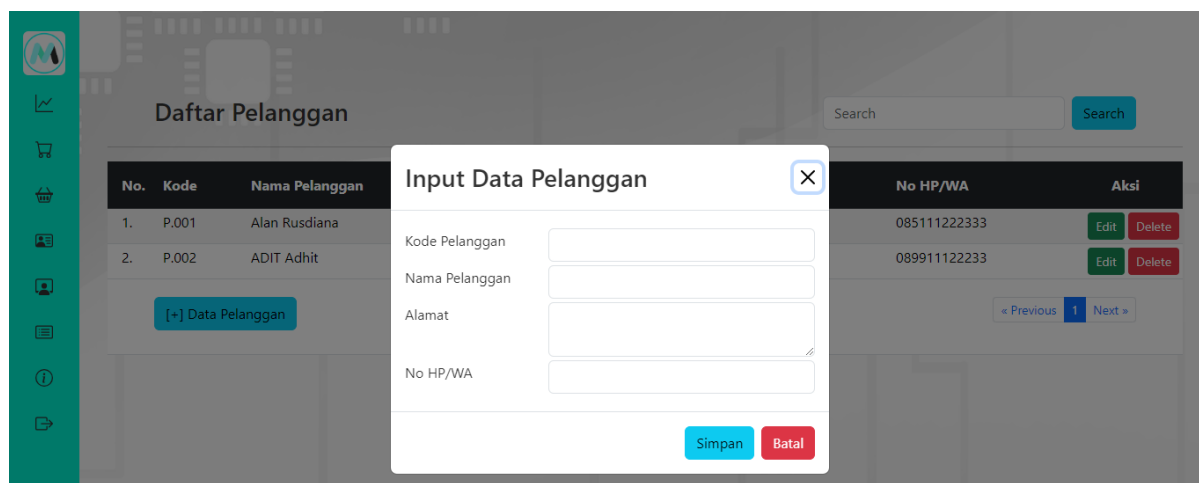 Daftar Pelanggan
Search Search
No. Kode Nama Pelanggan No HP/WA Aksi
1. P.001 Alan Rusdiana 085111222333 Edit Delete
2. P.002 ADIT Adhit 089911122233 Edit Delete
[+] Data Pelanggan « Previous 1 Next »
Input Data Pelanggan
Kode Pelanggan
Nama Pelanggan
Alamat
No HP/WA
Simpan Batal